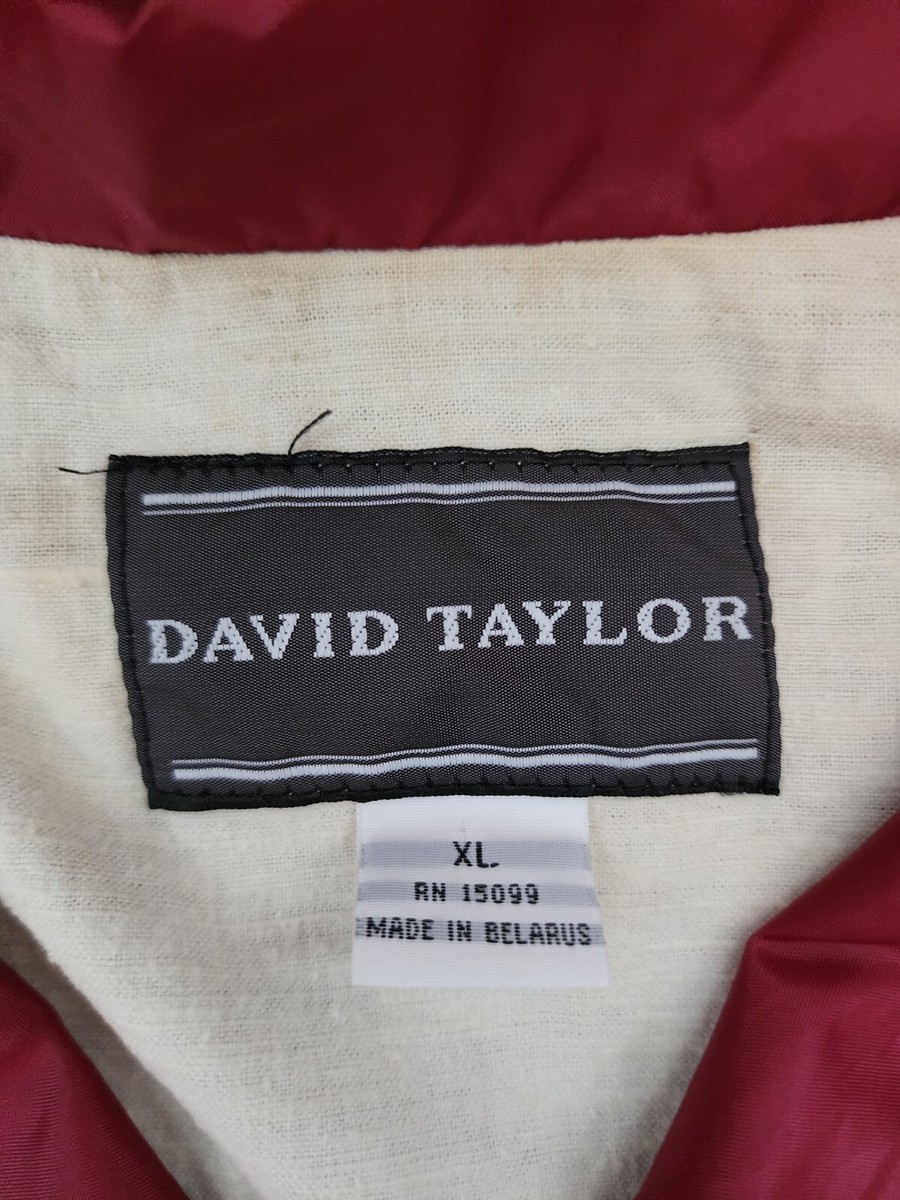 DAVID TAYLOR
XL
RN 15099
MADE IN BELARUS